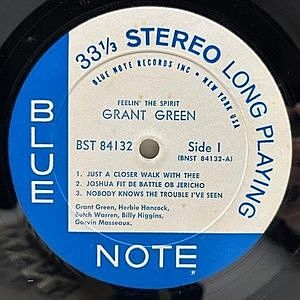 33⅓ STEREO LONG PLAYING
BLUE NOTE RECORDS INC • NEW YORK USA
FEELIN' THE SPIRIT
GRANT GREEN
BST 84132 Side 1
(BNST 84132-A)
1. JUST A CLOSER WALK WITH THEE
2. JOSHUA FIT DE BATTLE OB JERICHO
3. NOBODY KNOWS THE TROUBLE I'VE SEEN
Grant Green, Herbie Hancock,
Butch Warren, Billy Higgins,
Garvin Masseaux.
BLUE
NOTE